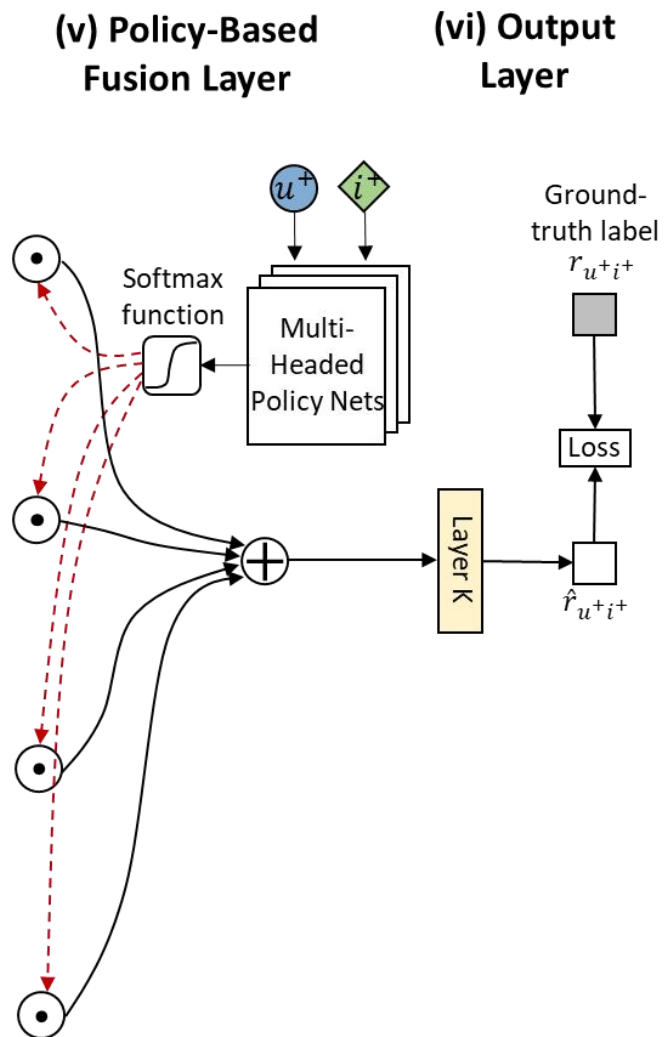 (v) Policy-Based
Fusion Layer
(vi) Output
Layer
u⁺
i⁺
Softmax
function
Multi-
Headed
Policy Nets
Ground-
truth label
r_{u⁺i⁺}
Loss
Layer K
r̂_{u⁺i⁺}